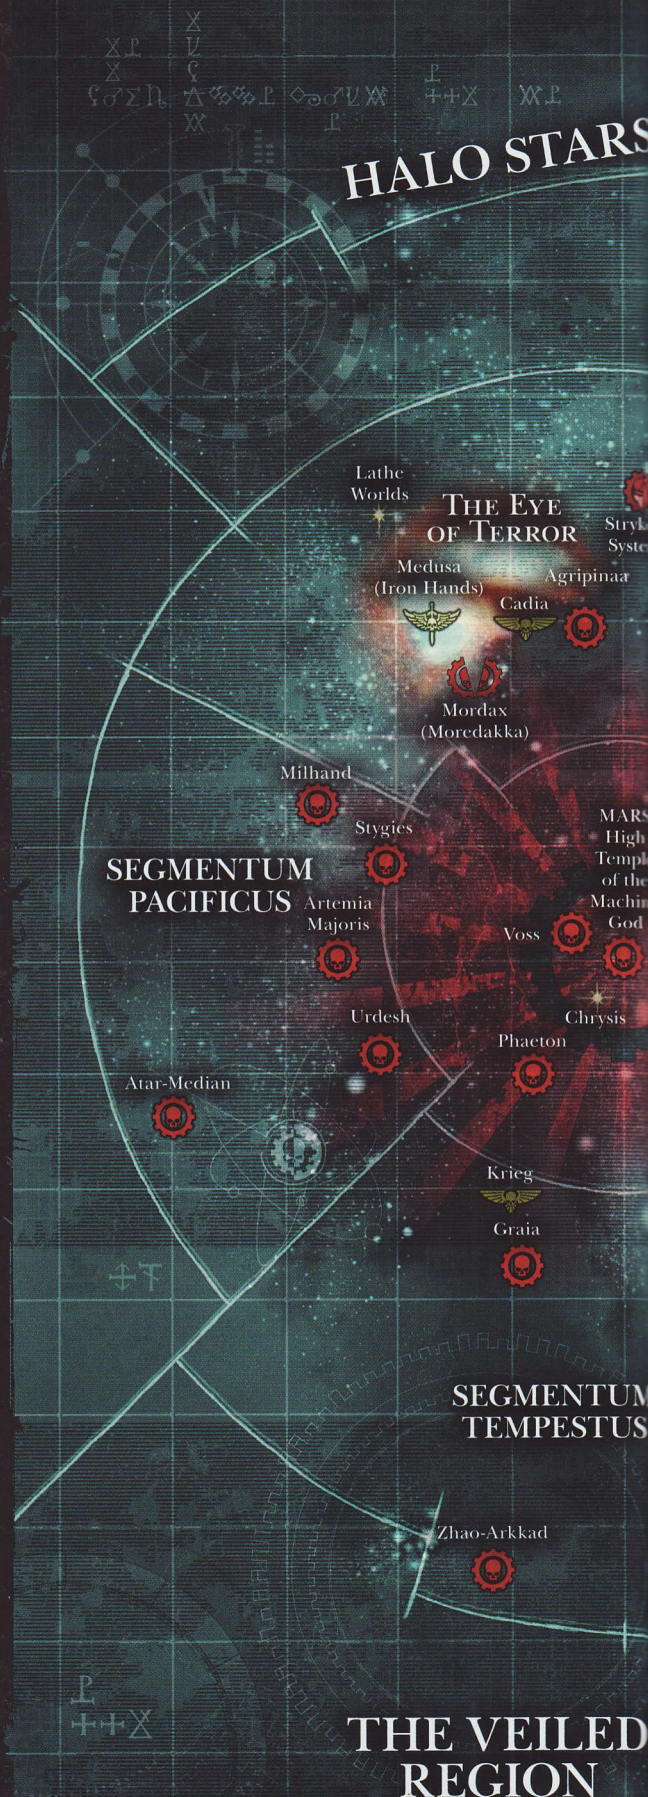 HALO STARS
Lathe
Worlds
THE EYE
OF TERROR
Medusa
(Iron Hands)
Agripinaa
Cadia
Mordax
(Moredakka)
Milhand
Stygies
SEGMENTUM
PACIFICUS
Artemia
Majoris
MARS
High
Temple
of the
Machin
God
Voss
Chrysis
Urdesh
Phaeton
Atar-Median
Krieg
Graia
SEGMENTUM
TEMPESTUS
Zhao-Arkkad
THE VEILED
REGION